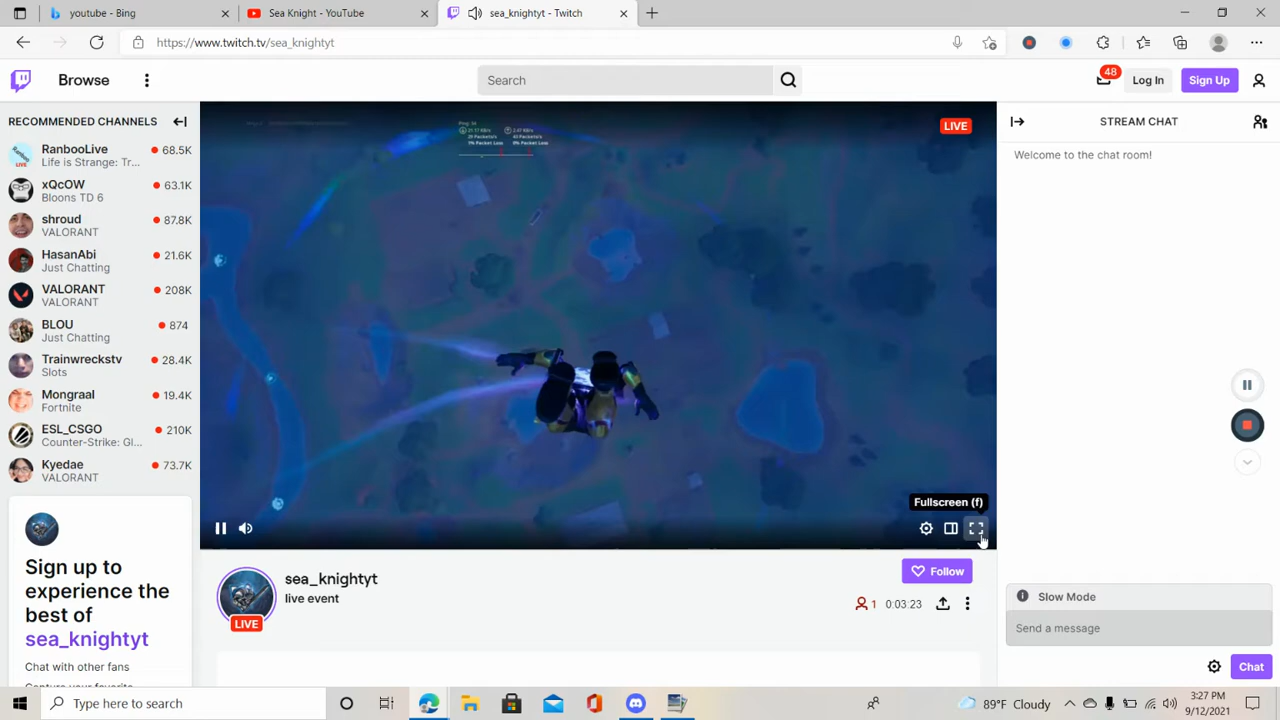 youtube - Bing
Sea Knight - YouTube
sea_knightyt - Twitch
https://www.twitch.tv/sea_knightyt
Browse
Search
48
Log In
Sign Up
RECOMMENDED CHANNELS
RanbooLive
Life is Strange: Tr...
68.5K
xQcOW
Bloons TD 6
63.1K
shroud
VALORANT
87.8K
HasanAbi
Just Chatting
21.6K
VALORANT
VALORANT
208K
BLOU
Just Chatting
874
Trainwreckstv
Slots
28.4K
Mongraal
Fortnite
19.4K
ESL_CSGO
Counter-Strike: Gl...
210K
Kyedae
VALORANT
73.7K
Sign up to
experience the
best of
sea_knightyt
Chat with other fans
LIVE
Fullscreen (f)
LIVE
sea_knightyt
live event
Follow
1
0:03:23
STREAM CHAT
Welcome to the chat room!
Slow Mode
Send a message
Chat
Type here to search
89°F Cloudy
3:27 PM
9/12/2021